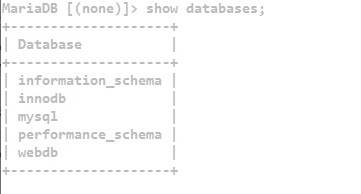 MariaDB [(none)]> show databases;
+--------------------+
| Database           |
+--------------------+
| information_schema |
| innodb             |
| mysql              |
| performance_schema |
| webdb              |
+--------------------+